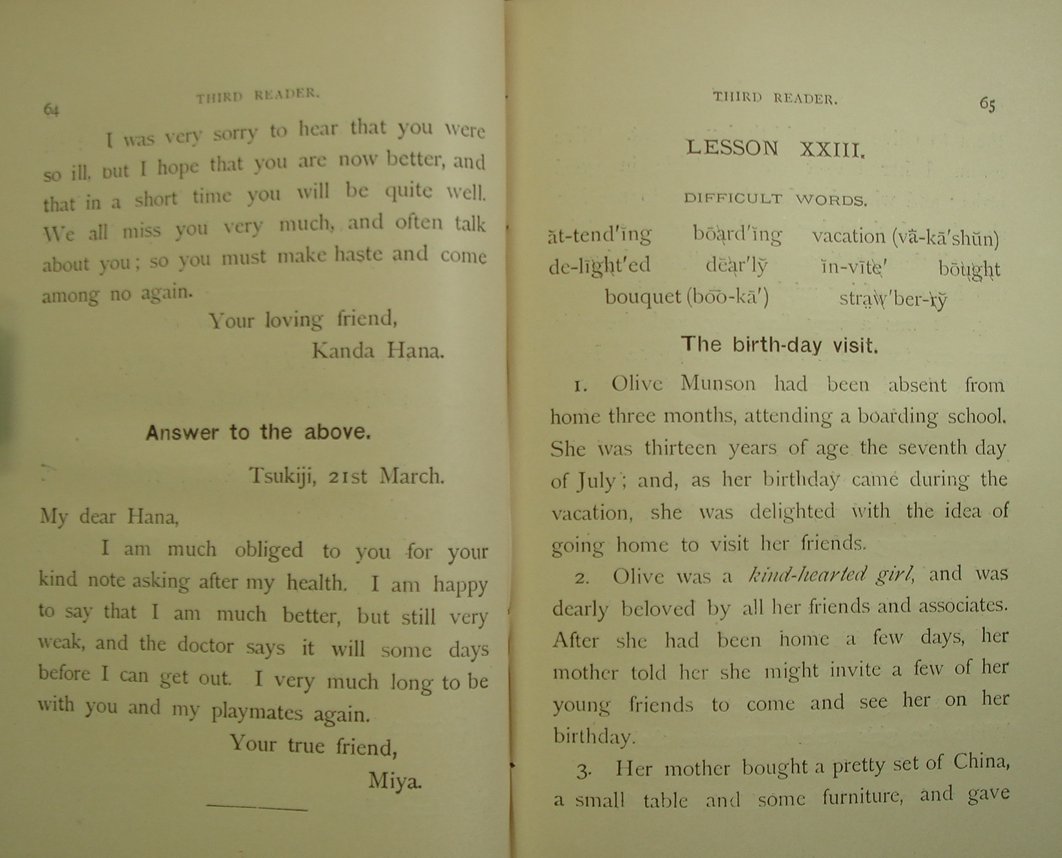 64
THIRD READER.
I was very sorry to hear that you were
so ill, but I hope that you are now better, and
that in a short time you will be quite well.
We all miss you very much, and often talk
about you; so you must make haste and come
among no again.
Your loving friend,
Kanda Hana.
Answer to the above.
Tsukiji, 21st March.
My dear Hana,
I am much obliged to you for your
kind note asking after my health. I am happy
to say that I am much better, but still very
weak, and the doctor says it will some days
before I can get out. I very much long to be
with you and my playmates again.
Your true friend,
Miya.
THIRD READER.
65
LESSON XXIII.
DIFFICULT WORDS.
ăt-tend'ing bōard'ing vacation (vā-kā'shŭn)
de-līght'ed dēar'lỹ ĭn-vīte' bōught
bouquet (bōō-kā') straw'ber-rỹ
The birth-day visit.
1. Olive Munson had been absent from
home three months, attending a boarding school.
She was thirteen years of age the seventh day
of July; and, as her birthday came during the
vacation, she was delighted with the idea of
going home to visit her friends.
2. Olive was a kind-hearted girl, and was
dearly beloved by all her friends and associates.
After she had been home a few days, her
mother told her she might invite a few of her
young friends to come and see her on her
birthday.
3. Her mother bought a pretty set of China,
a small table and some furniture, and gave